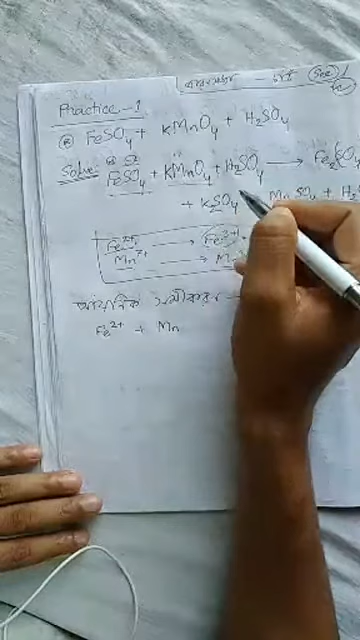 Practice-1
FeSO4 + KMnO4 + H2SO4
Solve: FeSO4 + KMnO4 + H2SO4 → Fe2(SO4
+ K2SO4 MnSO4 + H2
Fe2+ → Fe3+
Mn7+ → Mn
সমীকরণ
Fe2+ + Mn